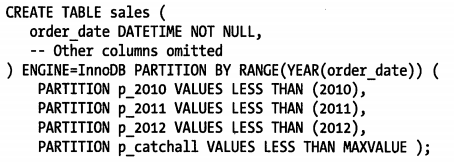 CREATE TABLE sales (
order_date DATETIME NOT NULL,
-- Other columns omitted
) ENGINE=InnoDB PARTITION BY RANGE(YEAR(order_date)) (
PARTITION p_2010 VALUES LESS THAN (2010),
PARTITION p_2011 VALUES LESS THAN (2011),
PARTITION p_2012 VALUES LESS THAN (2012),
PARTITION p_catchall VALUES LESS THAN MAXVALUE );